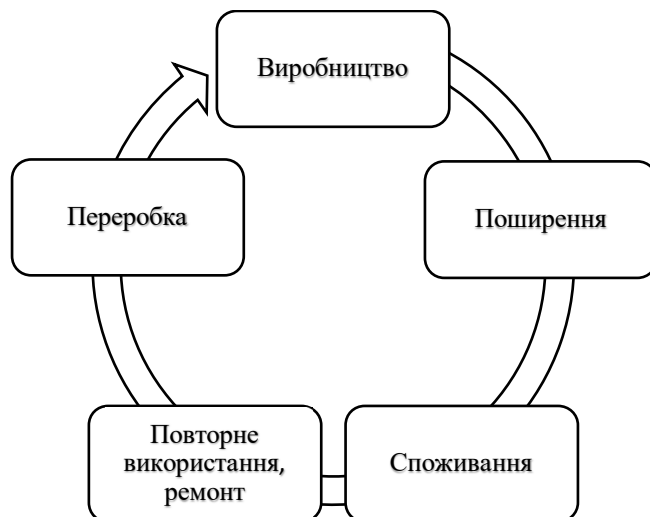 Виробництво
Поширення
Споживання
Повторне
використання,
ремонт
Переробка